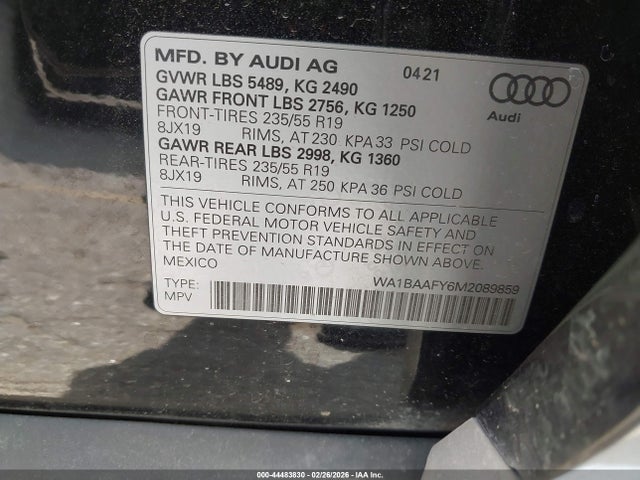 MFD. BY AUDI AG 04 21
GVWR LBS 5489, KG 2490
GAWR FRONT LBS 2756, KG 1250
FRONT-TIRES 235/55 R19
8JX19 RIMS, AT 230 KPA 33 PSI COLD
GAWR REAR LBS 2998, KG 1360
REAR-TIRES 235/55 R19
8JX19 RIMS, AT 250 KPA 36 PSI COLD
Audi
THIS VEHICLE CONFORMS TO ALL APPLICABLE
U.S. FEDERAL MOTOR VEHICLE SAFETY AND
THEFT PREVENTION STANDARDS IN EFFECT ON
THE DATE OF MANUFACTURE SHOWN ABOVE.
MEXICO
TYPE: WA1BAAFY6M2089859
MPV
000-44483830 - 02/26/2026 - IAA Inc.